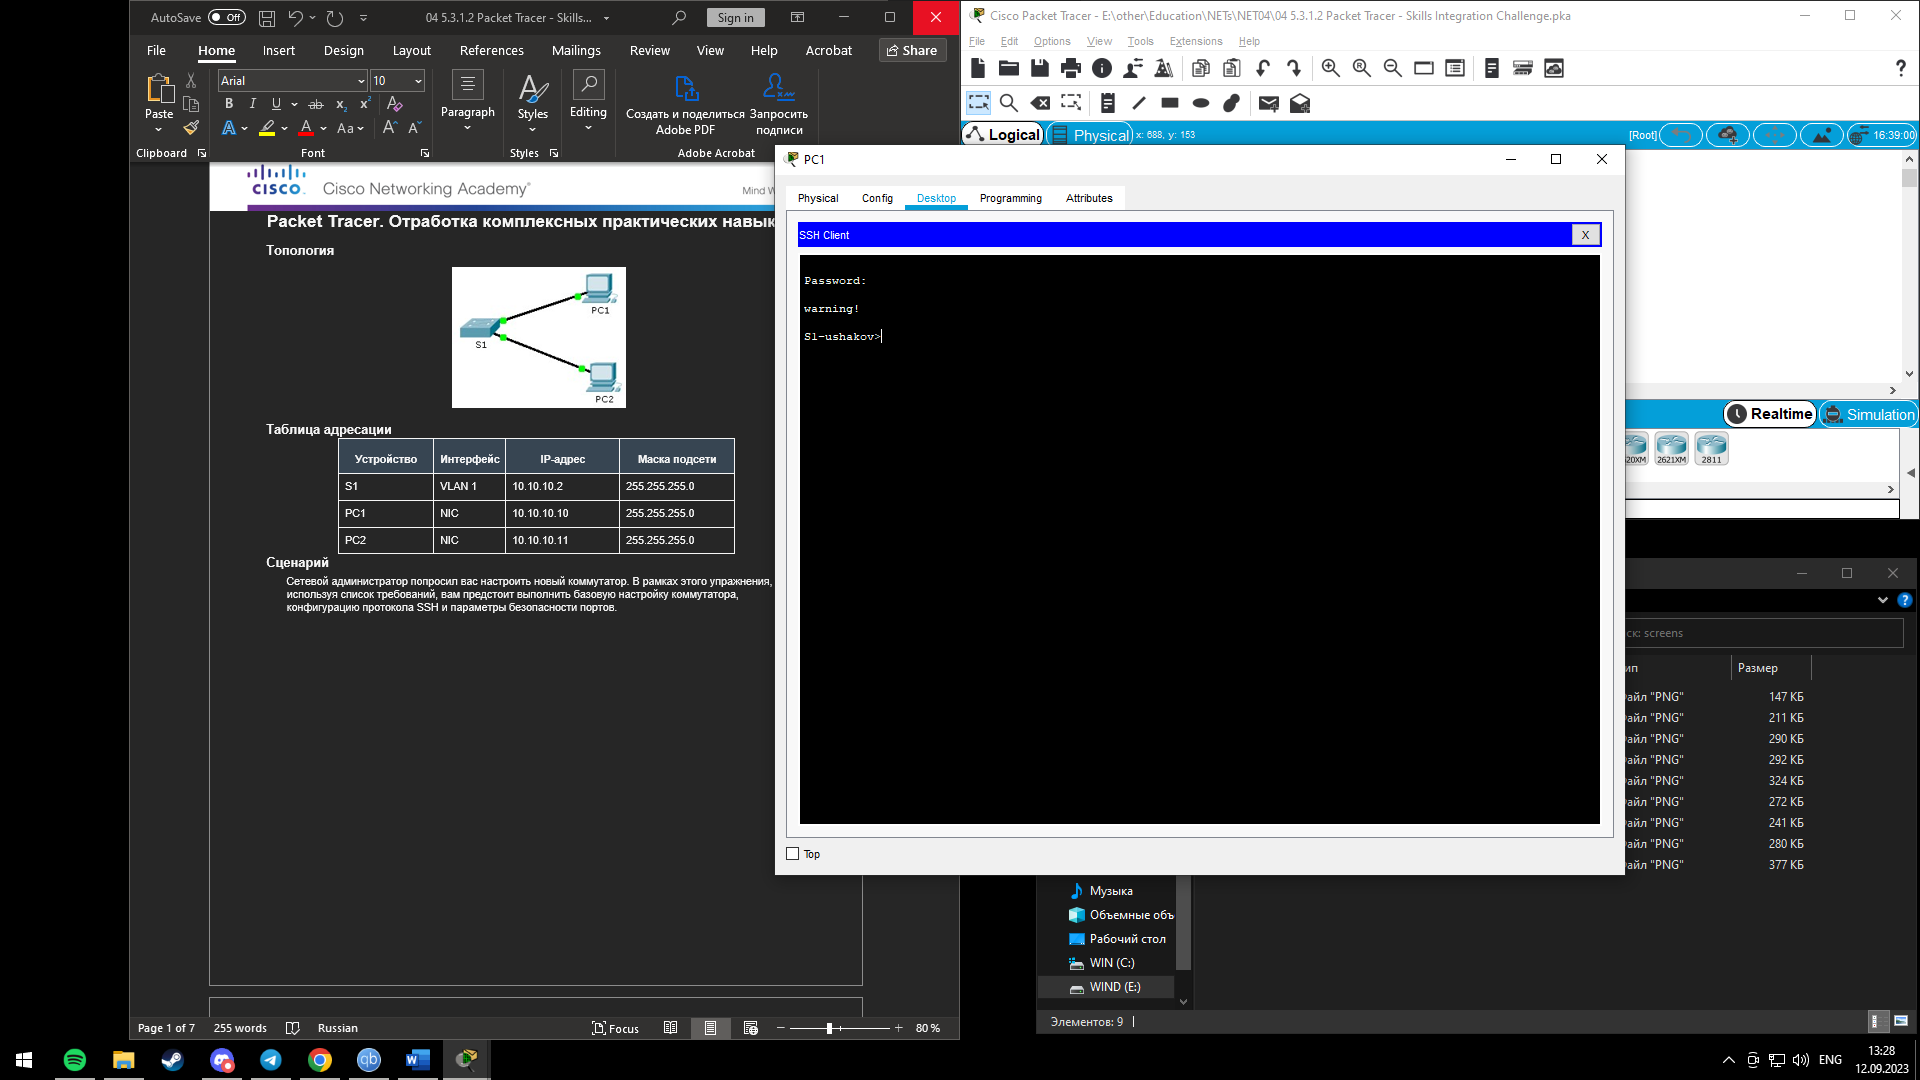 AutoSave Off 04 5.3.1.2 Packet Tracer - Skills... Sign in
File Home Insert Design Layout References Mailings Review View Help Acrobat Share
Paste
Clipboard
Arial 10
B I U ab x₂ x² A
A A Aa A A
Font
Paragraph
Styles
Styles
Editing
Создать и поделиться Adobe PDF
Запросить подписи
Adobe Acrobat
cisco. Cisco Networking Academy® Mind W
Packet Tracer. Отработка комплексных практических навык
Топология
PC1
S1
PC2
Таблица адресации
Устройство Интерфейс IP-адрес Маска подсети
S1 VLAN 1 10.10.10.2 255.255.255.0
PC1 NIC 10.10.10.10 255.255.255.0
PC2 NIC 10.10.10.11 255.255.255.0
Сценарий
Сетевой администратор попросил вас настроить новый коммутатор. В рамках этого упражнения,
используя список требований, вам предстоит выполнить базовую настройку коммутатора,
конфигурацию протокола SSH и параметры безопасности портов.
Page 1 of 7 255 words Russian Focus 80 %
Cisco Packet Tracer - E:\other\Education\NETs\NET04\04 5.3.1.2 Packet Tracer - Skills Integration Challenge.pka
File Edit Options View Tools Extensions Help
?
Logical Physical x: 688, y: 153 [Root] 16:39:00
PC1
Physical Config Desktop Programming Attributes
SSH Client X
Password:
warning!
S1-ushakov>
Top
Realtime Simulation
20XM 2621XM 2811
ск: screens
ип Размер
айл "PNG" 147 КБ
айл "PNG" 211 КБ
айл "PNG" 290 КБ
айл "PNG" 292 КБ
айл "PNG" 324 КБ
айл "PNG" 272 КБ
айл "PNG" 241 КБ
айл "PNG" 280 КБ
айл "PNG" 377 КБ
Музыка
Объемные объ
Рабочий стол
WIN (C:)
WIND (E:)
Элементов: 9
qb
ENG
13:28
12.09.2023